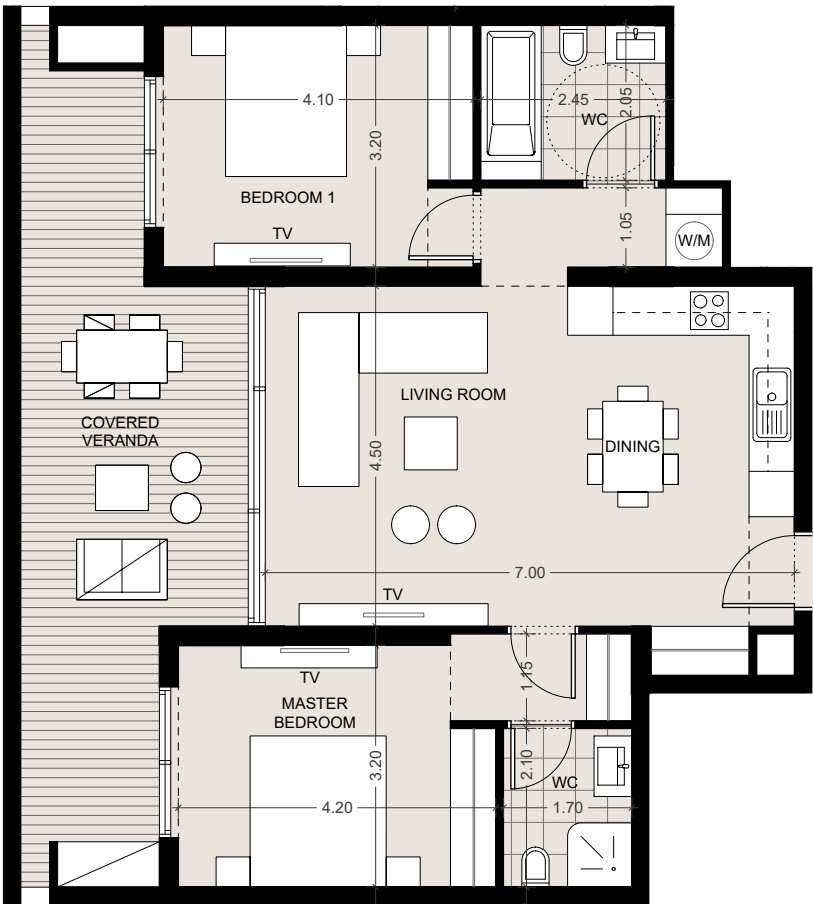 4.10
2.45
2.05
WC
3.20
BEDROOM 1
TV
1.05
W/M
LIVING ROOM
COVERED
VERANDA
DINING
4.50
7.00
TV
TV
1.15
MASTER
BEDROOM
3.20
2.10
WC
4.20
1.70